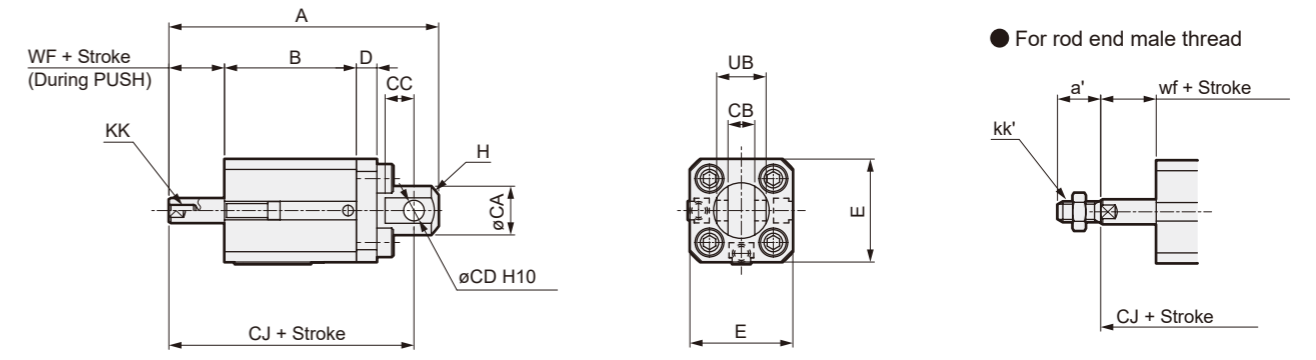 A
WF + Stroke
(During PUSH)
B
D
CC
KK
H
øCA
øCD H10
CJ + Stroke
UB
CB
E
E
● For rod end male thread
a'
wf + Stroke
kk'
CJ + Stroke